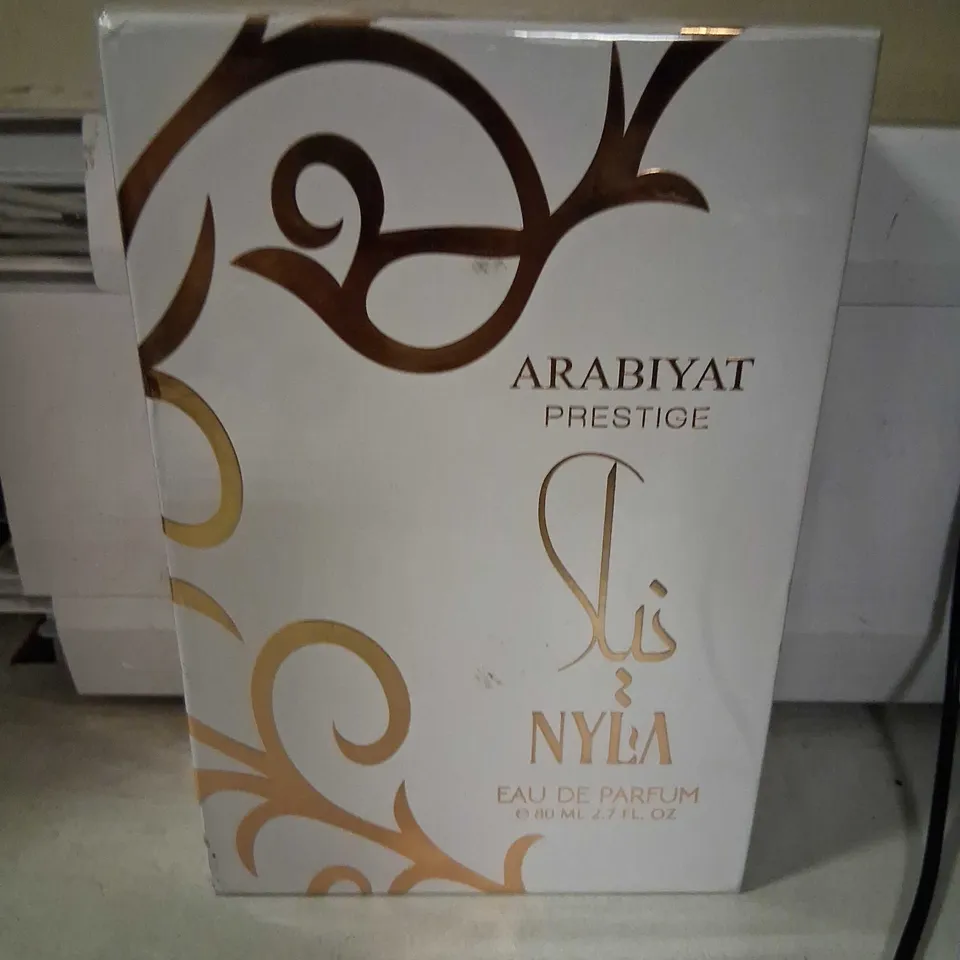 ARABIYAT
PRESTIGE
نيلا
NYLA
EAU DE PARFUM
℮ 80 ML 2.7 FL. OZ